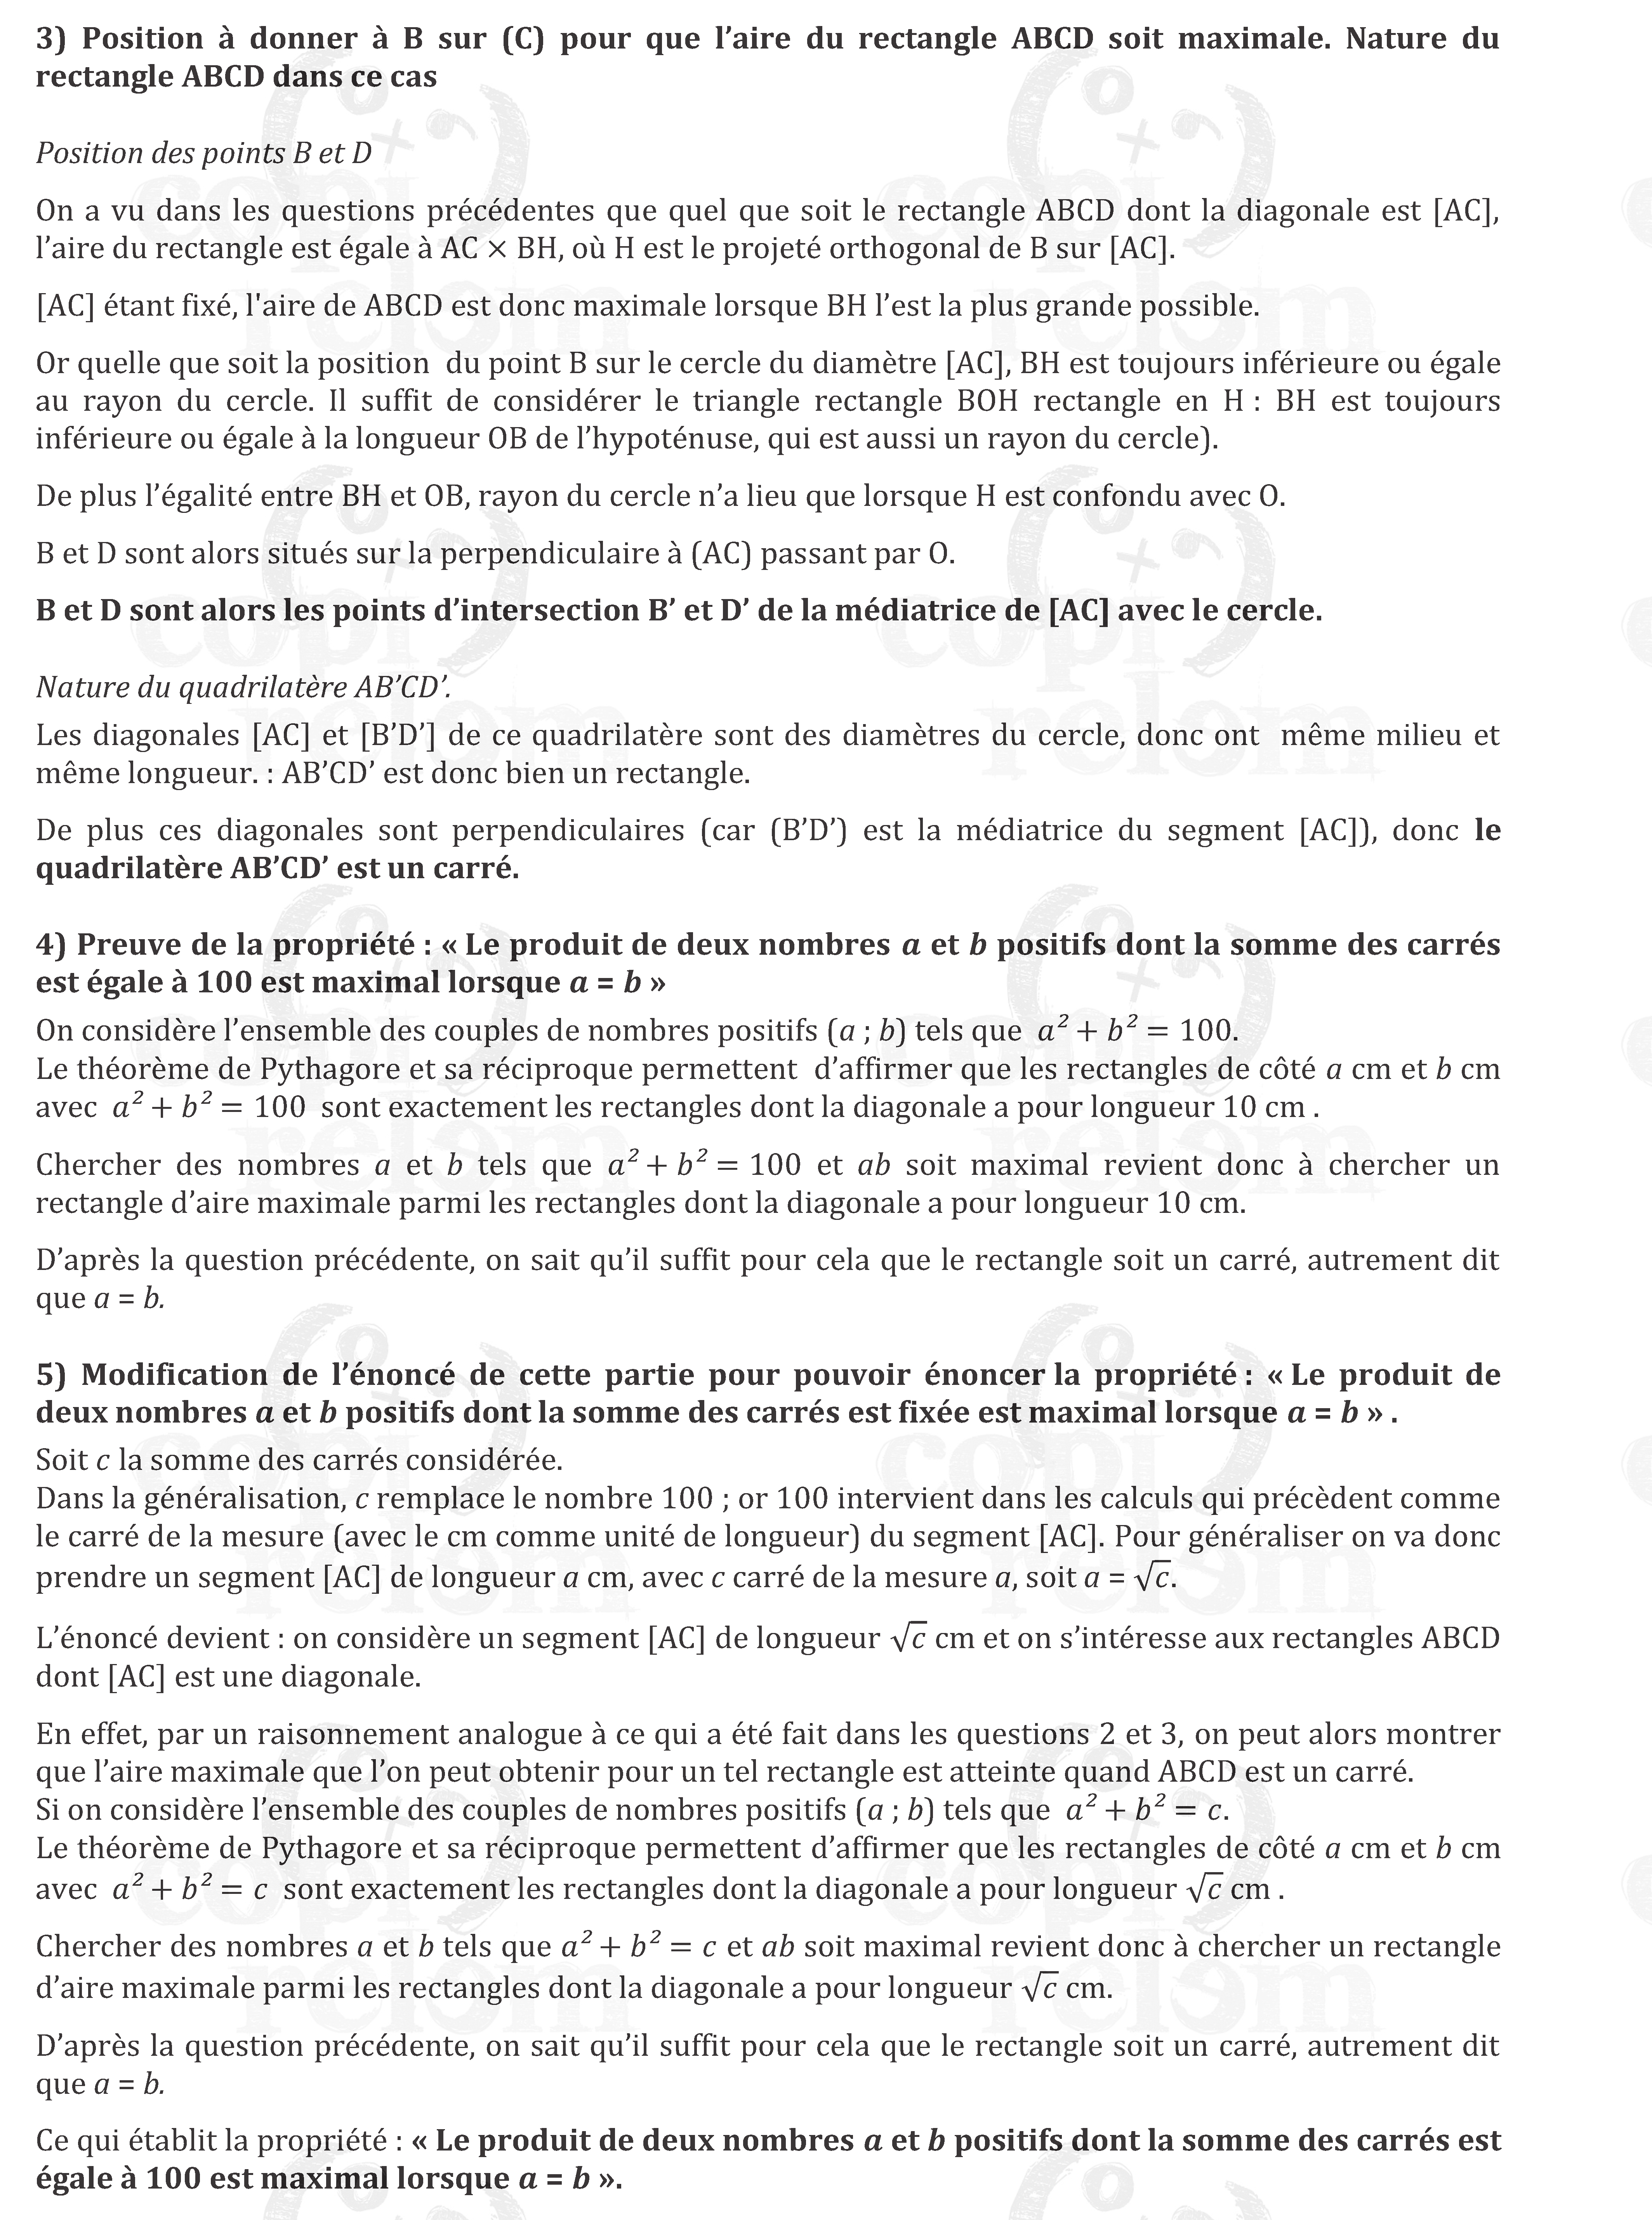 3) Position à donner à B sur (C) pour que l’aire du rectangle ABCD soit maximale. Nature du
rectangle ABCD dans ce cas
Position des points B et D
On a vu dans les questions précédentes que quel que soit le rectangle ABCD dont la diagonale est [AC],
l’aire du rectangle est égale à AC × BH, où H est le projeté orthogonal de B sur [AC].
[AC] étant fixé, l'aire de ABCD est donc maximale lorsque BH l’est la plus grande possible.
Or quelle que soit la position du point B sur le cercle du diamètre [AC], BH est toujours inférieure ou égale
au rayon du cercle. Il suffit de considérer le triangle rectangle BOH rectangle en H : BH est toujours
inférieure ou égale à la longueur OB de l’hypoténuse, qui est aussi un rayon du cercle).
De plus l’égalité entre BH et OB, rayon du cercle n’a lieu que lorsque H est confondu avec O.
B et D sont alors situés sur la perpendiculaire à (AC) passant par O.
B et D sont alors les points d’intersection B’ et D’ de la médiatrice de [AC] avec le cercle.
Nature du quadrilatère AB’CD’.
Les diagonales [AC] et [B’D’] de ce quadrilatère sont des diamètres du cercle, donc ont même milieu et
même longueur. : AB’CD’ est donc bien un rectangle.
De plus ces diagonales sont perpendiculaires (car (B’D’) est la médiatrice du segment [AC]), donc le
quadrilatère AB’CD’ est un carré.
4) Preuve de la propriété : « Le produit de deux nombres a et b positifs dont la somme des carrés
est égale à 100 est maximal lorsque a = b »
On considère l’ensemble des couples de nombres positifs (a ; b) tels que a² + b² = 100.
Le théorème de Pythagore et sa réciproque permettent d’affirmer que les rectangles de côté a cm et b cm
avec a² + b² = 100 sont exactement les rectangles dont la diagonale a pour longueur 10 cm .
Chercher des nombres a et b tels que a² + b² = 100 et ab soit maximal revient donc à chercher un
rectangle d’aire maximale parmi les rectangles dont la diagonale a pour longueur 10 cm.
D’après la question précédente, on sait qu’il suffit pour cela que le rectangle soit un carré, autrement dit
que a = b.
5) Modification de l’énoncé de cette partie pour pouvoir énoncer la propriété : « Le produit de
deux nombres a et b positifs dont la somme des carrés est fixée est maximal lorsque a = b » .
Soit c la somme des carrés considérée.
Dans la généralisation, c remplace le nombre 100 ; or 100 intervient dans les calculs qui précèdent comme
le carré de la mesure (avec le cm comme unité de longueur) du segment [AC]. Pour généraliser on va donc
prendre un segment [AC] de longueur a cm, avec c carré de la mesure a, soit a = √c.
L’énoncé devient : on considère un segment [AC] de longueur √c cm et on s’intéresse aux rectangles ABCD
dont [AC] est une diagonale.
En effet, par un raisonnement analogue à ce qui a été fait dans les questions 2 et 3, on peut alors montrer
que l’aire maximale que l’on peut obtenir pour un tel rectangle est atteinte quand ABCD est un carré.
Si on considère l’ensemble des couples de nombres positifs (a ; b) tels que a² + b² = c.
Le théorème de Pythagore et sa réciproque permettent d’affirmer que les rectangles de côté a cm et b cm
avec a² + b² = c sont exactement les rectangles dont la diagonale a pour longueur √c cm .
Chercher des nombres a et b tels que a² + b² = c et ab soit maximal revient donc à chercher un rectangle
d’aire maximale parmi les rectangles dont la diagonale a pour longueur √c cm.
D’après la question précédente, on sait qu’il suffit pour cela que le rectangle soit un carré, autrement dit
que a = b.
Ce qui établit la propriété : « Le produit de deux nombres a et b positifs dont la somme des carrés est
égale à 100 est maximal lorsque a = b ».